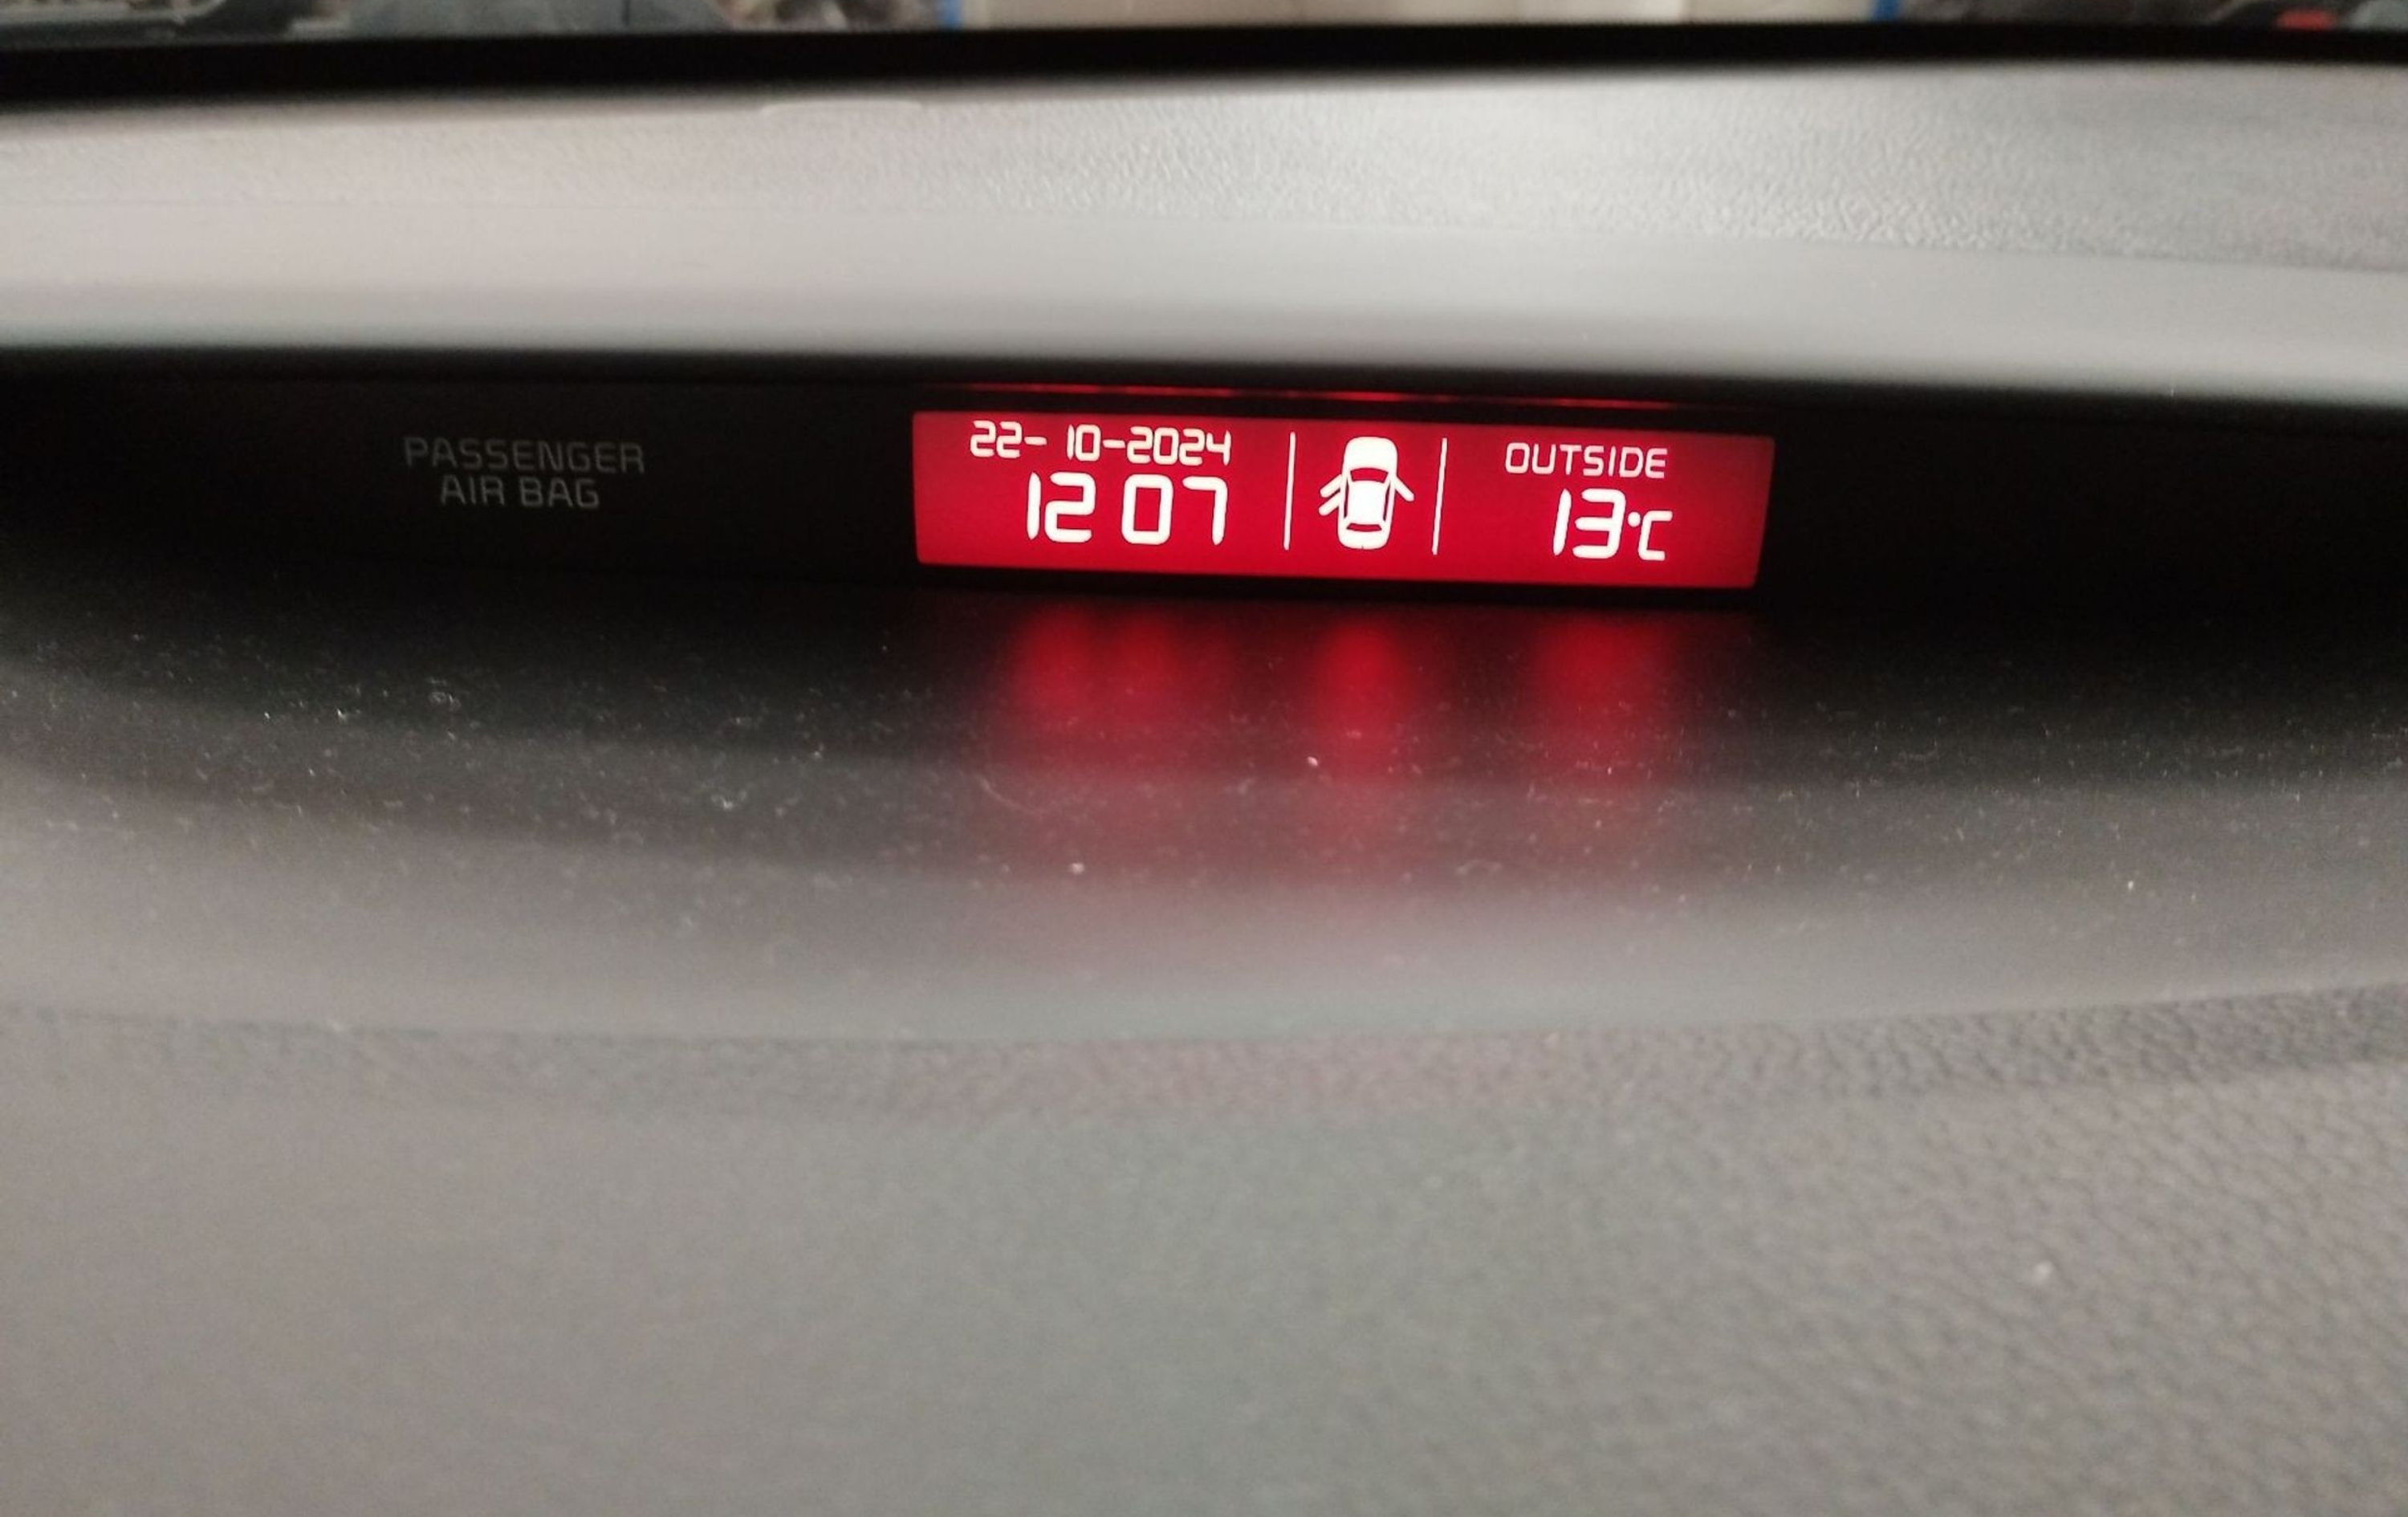 PASSENGER
AIR BAG
22-10-2024
12 07
OUTSIDE
13°C